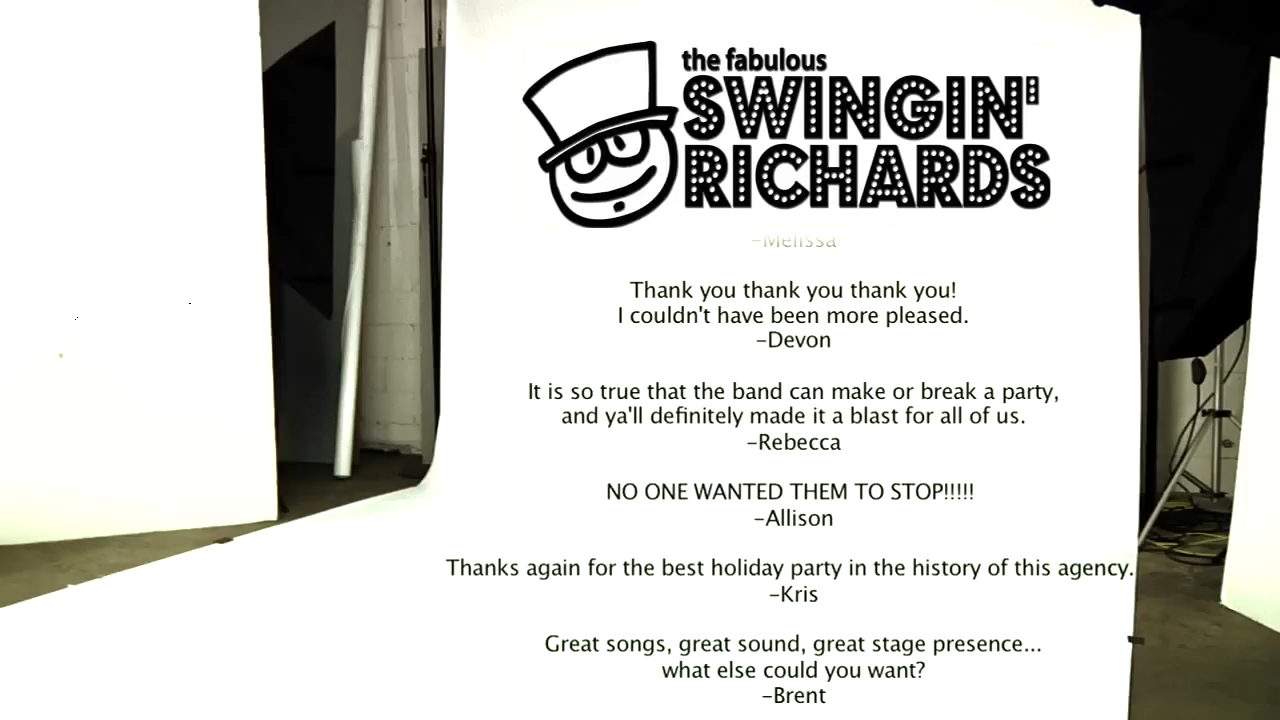 the fabulous
SWINGIN'
RICHARDS
-Melissa
Thank you thank you thank you!
I couldn't have been more pleased.
-Devon
It is so true that the band can make or break a party,
and ya'll definitely made it a blast for all of us.
-Rebecca
NO ONE WANTED THEM TO STOP!!!!!
-Allison
Thanks again for the best holiday party in the history of this agency.
-Kris
Great songs, great sound, great stage presence...
what else could you want?
-Brent